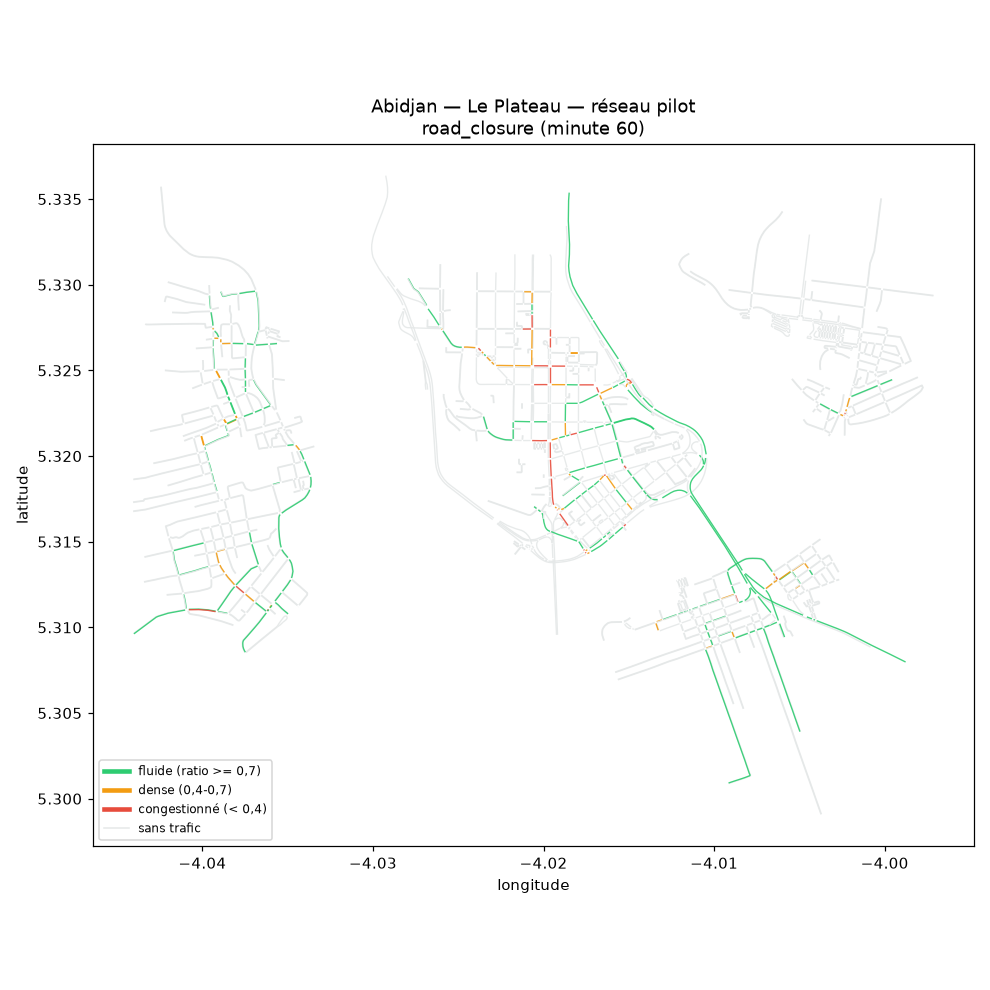 Abidjan — Le Plateau — réseau pilot
road_closure (minute 60)
5.335
5.330
5.325
5.320
5.315
5.310
5.305
5.300
latitude
fluide (ratio >= 0,7)
dense (0,4-0,7)
congestionné (< 0,4)
sans trafic
−4.04
−4.03
−4.02
−4.01
−4.00
longitude